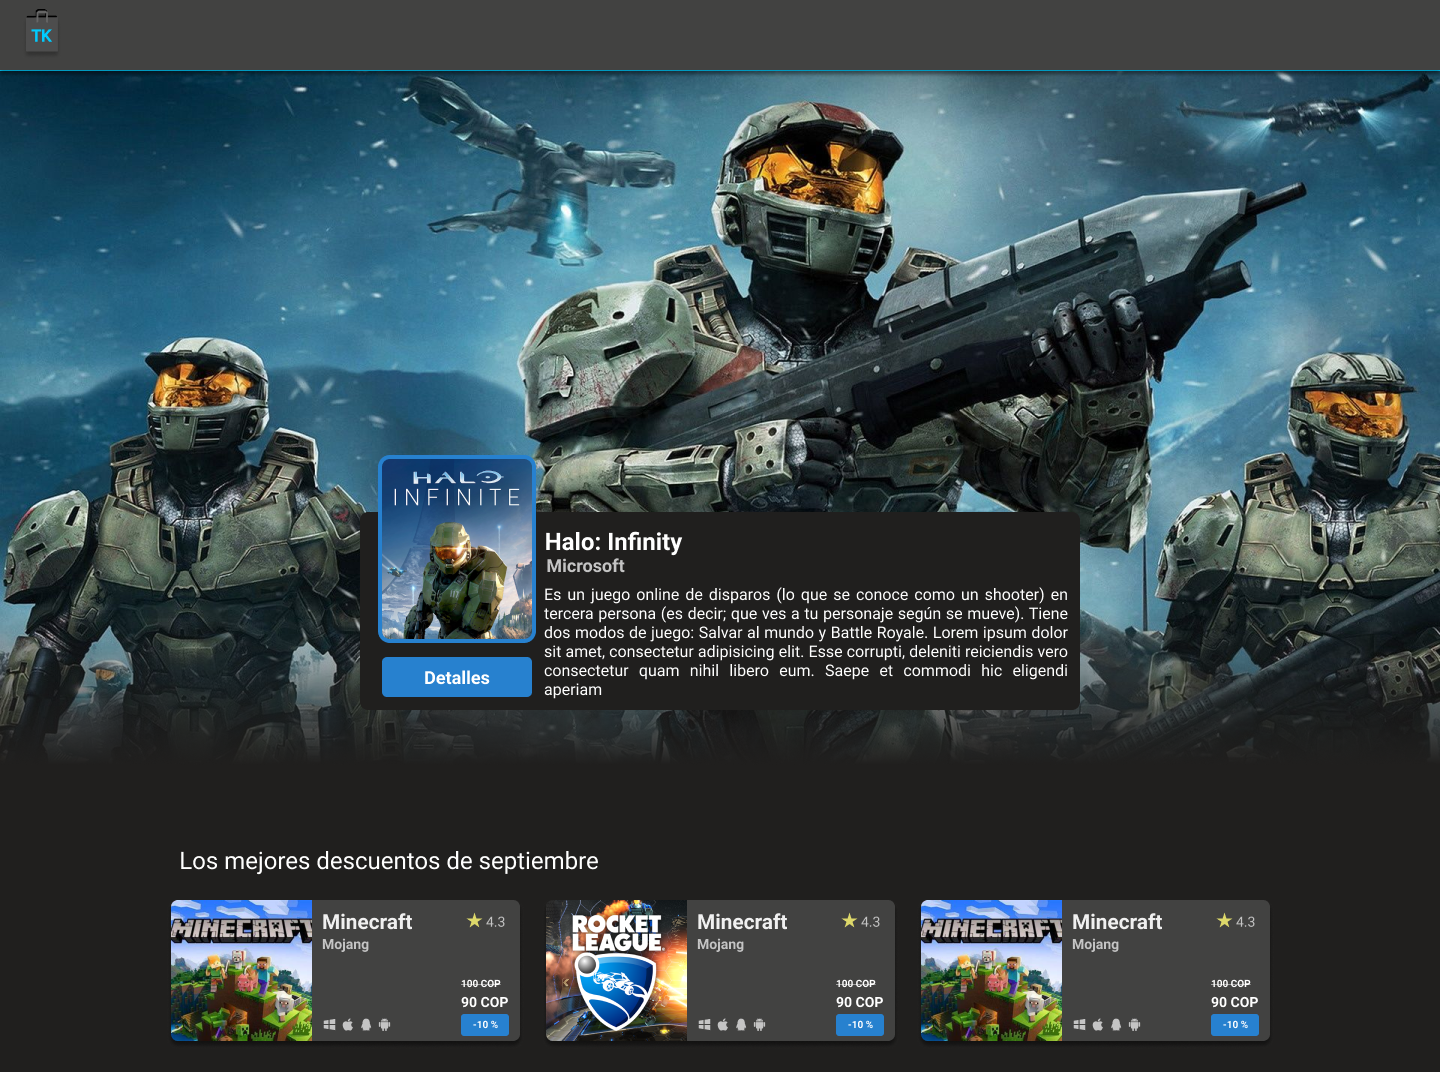 TK
HALO
INFINITE
Halo: Infinity
Microsoft
Es un juego online de disparos (lo que se conoce como un shooter) en
tercera persona (es decir; que ves a tu personaje según se mueve). Tiene
dos modos de juego: Salvar al mundo y Battle Royale. Lorem ipsum dolor
sit amet, consectetur adipisicing elit. Esse corrupti, deleniti reiciendis vero
consectetur quam nihil libero eum. Saepe et commodi hic eligendi
aperiam
Detalles
Los mejores descuentos de septiembre
MINECRAFT
Minecraft
4.3
Mojang
100 COP
90 COP
-10 %
ROCKET
LEAGUE
Minecraft
4.3
Mojang
100 COP
90 COP
-10 %
MINECRAFT
Minecraft
4.3
Mojang
100 COP
90 COP
-10 %